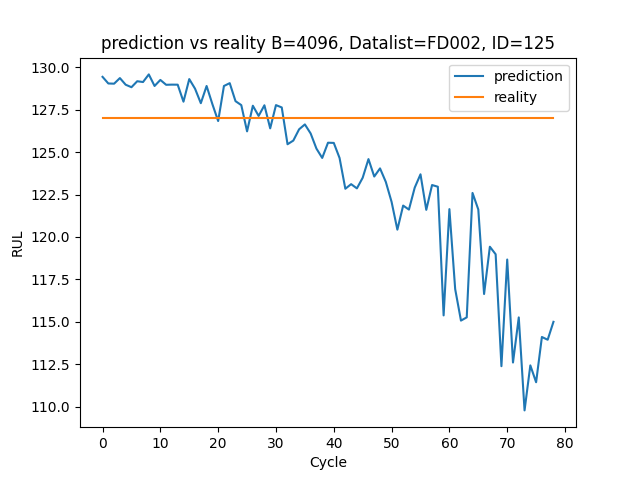 prediction vs reality B=4096, Datalist=FD002, ID=125
130.0
127.5
125.0
122.5
120.0
117.5
115.0
112.5
110.0
RUL
prediction
reality
0 10 20 30 40 50 60 70 80
Cycle